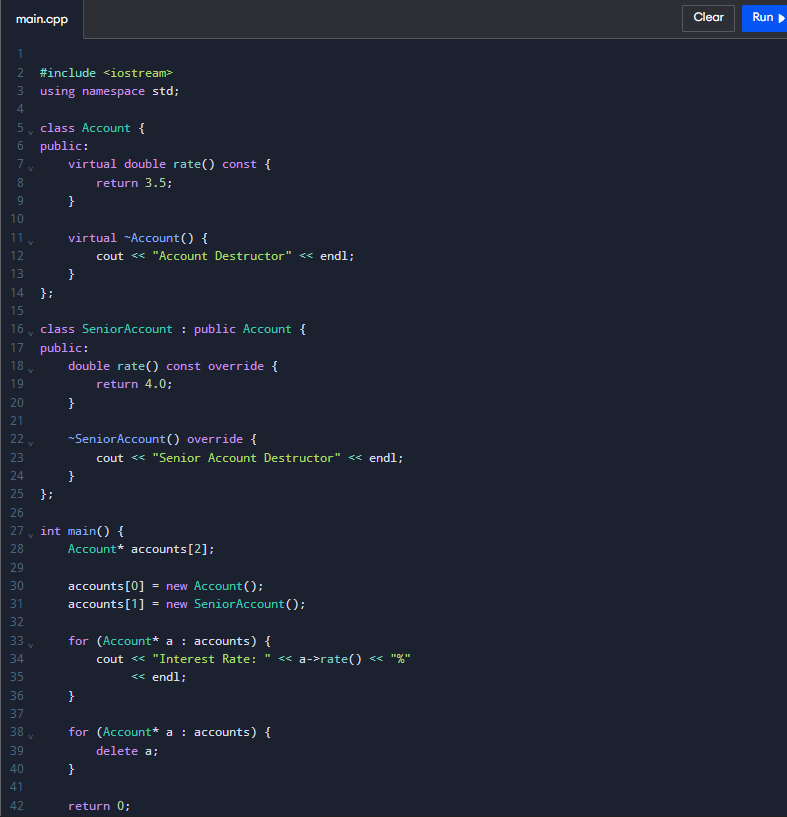 main.cpp
Clear
Run
1
2 #include <iostream>
3 using namespace std;
4
5 class Account {
6 public:
7     virtual double rate() const {
8         return 3.5;
9     }
10
11     virtual ~Account() {
12         cout << "Account Destructor" << endl;
13     }
14 };
15
16 class SeniorAccount : public Account {
17 public:
18     double rate() const override {
19         return 4.0;
20     }
21
22     ~SeniorAccount() override {
23         cout << "Senior Account Destructor" << endl;
24     }
25 };
26
27 int main() {
28     Account* accounts[2];
29
30     accounts[0] = new Account();
31     accounts[1] = new SeniorAccount();
32
33     for (Account* a : accounts) {
34         cout << "Interest Rate: " << a->rate() << "%"
35              << endl;
36     }
37
38     for (Account* a : accounts) {
39         delete a;
40     }
41
42     return 0;